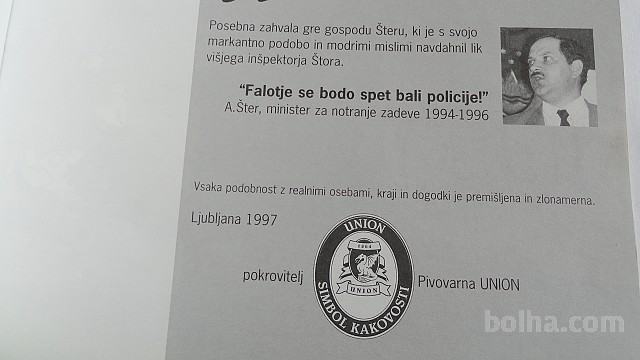 Posebna zahvala gre gospodu Šteru, ki je s svojo
markantno podobo in modrimi mislimi navdahnil lik
višjega inšpektorja Štora.
“Falotje se bodo spet bali policije!”
A.Šter, minister za notranje zadeve 1994-1996
Vsaka podobnost z realnimi osebami, kraji in dogodki je premišljena in zlonamerna.
Ljubljana 1997
UNION
1864
UNION
SIMBOL KAKOVOSTI
pokrovitelj
Pivovarna UNION
bolha.com